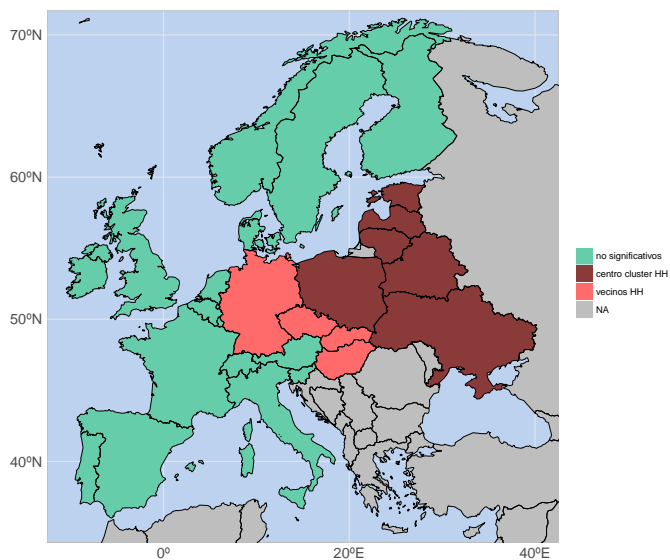 70ºN
60ºN
50ºN
40ºN
0º
20ºE
40ºE
no significativos
centro cluster HH
vecinos HH
NA